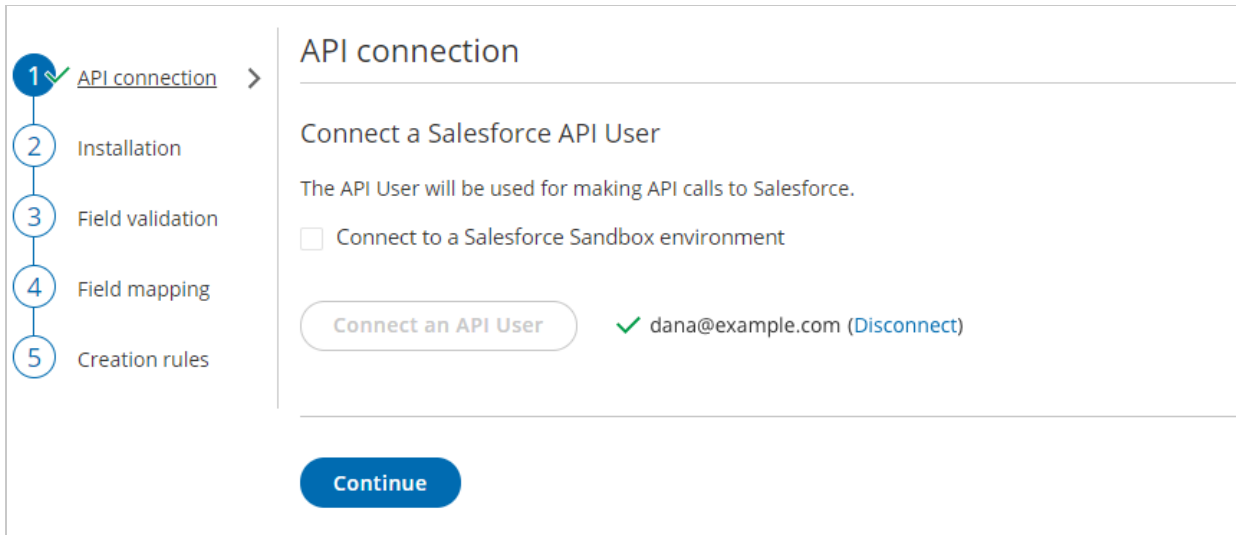 1 API connection
2 Installation
3 Field validation
4 Field mapping
5 Creation rules
API connection
Connect a Salesforce API User
The API User will be used for making API calls to Salesforce.
Connect to a Salesforce Sandbox environment
Connect an API User
dana@example.com (Disconnect)
Continue